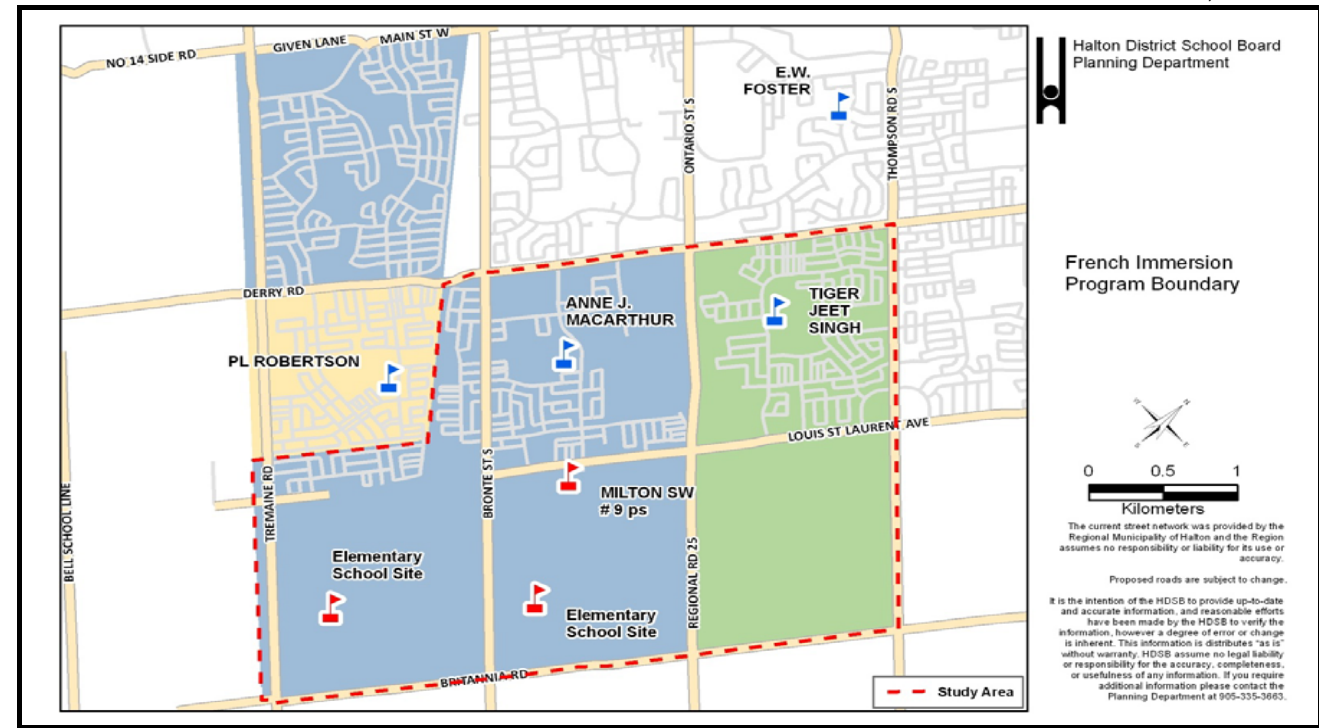 NO 14 SIDE RD
GIVEN LANE
MAIN ST W
E.W.
FOSTER
ONTARIO ST S
THOMPSON RD S
DERRY RD
ANNE J.
MACARTHUR
TIGER
JEET
SINGH
PL ROBERTSON
LOUIS ST LAURENT AVE
BRONTE ST S
MILTON SW
# 9 ps
TREMAINE RD
BELL SCHOOL LINE
REGIONAL RD 25
Elementary
School Site
Elementary
School Site
BRITANNIA RD
Study Area
Halton District School Board
Planning Department
French Immersion
Program Boundary
0 0.5 1
Kilometers
The current street network was provided by the
Regional Municipality of Halton and the Region
assumes no responsibility or liability for its use or
accuracy.
Proposed roads are subject to change.
It is the intention of the HDSB to provide up-to-date
and accurate information, and reasonable efforts
have been made by the HDSB to verify the
information, however a degree of error or change
is inherent. This information is distributes "as is"
without warranty. HDSB assume no legal liability
or responsibility for the accuracy, completeness,
or usefulness of any information. If you require
additional information please contact the
Planning Department at 905-335-3663.